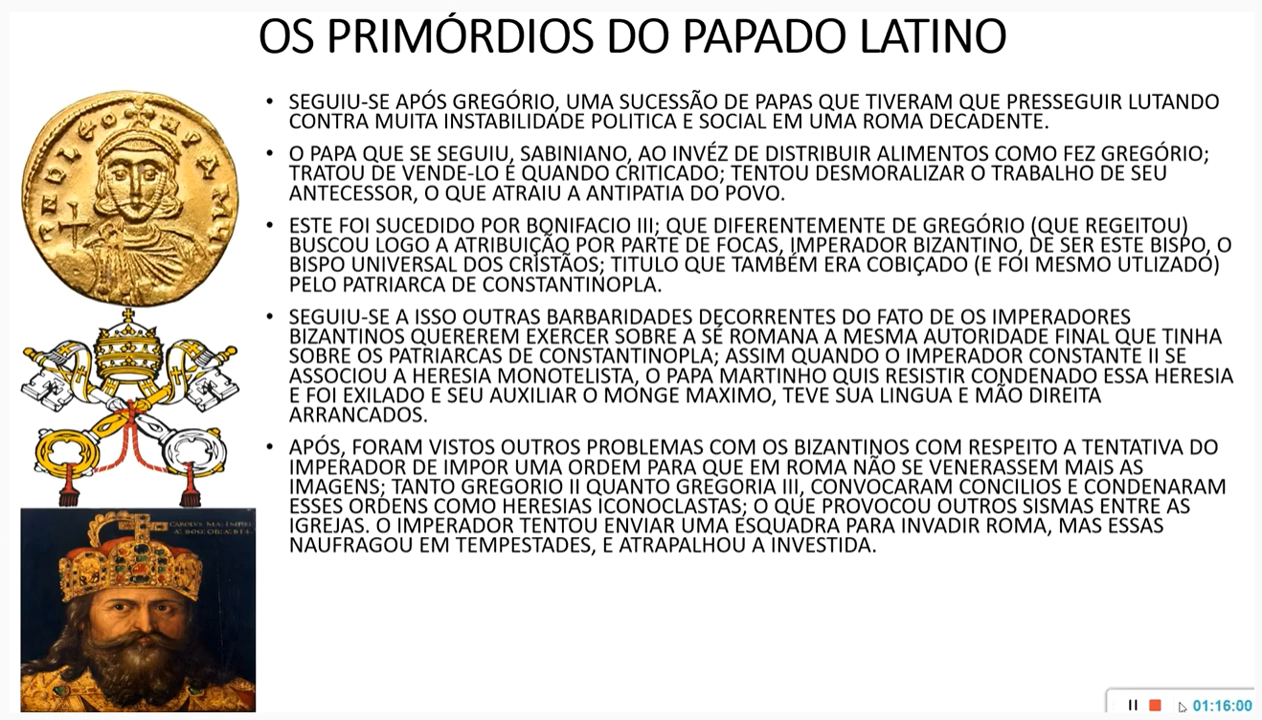 OS PRIMÓRDIOS DO PAPADO LATINO
• SEGUIU-SE APÓS GREGÓRIO, UMA SUCESSÃO DE PAPAS QUE TIVERAM QUE PRESSEGUIR LUTANDO
CONTRA MUITA INSTABILIDADE POLITICA E SOCIAL EM UMA ROMA DECADENTE.
• O PAPA QUE SE SEGUIU, SABINIANO, AO INVÉZ DE DISTRIBUIR ALIMENTOS COMO FEZ GREGÓRIO;
TRATOU DE VENDE-LO E QUANDO CRITICADO; TENTOU DESMORALIZAR O TRABALHO DE SEU
ANTECESSOR, O QUE ATRAIU A ANTIPATIA DO POVO.
• ESTE FOI SUCEDIDO POR BONIFACIO III; QUE DIFERENTEMENTE DE GREGÓRIO (QUE REGEITOU)
BUSCOU LOGO A ATRIBUIÇÃO POR PARTE DE FOCAS, IMPERADOR BIZANTINO, DE SER ESTE BISPO, O
BISPO UNIVERSAL DOS CRISTÃOS; TITULO QUE TAMBÉM ERA COBIÇADO (E FOI MESMO UTLIZADO)
PELO PATRIARCA DE CONSTANTINOPLA.
• SEGUIU-SE A ISSO OUTRAS BARBARIDADES DECORRENTES DO FATO DE OS IMPERADORES
BIZANTINOS QUEREREM EXERCER SOBRE A SÉ ROMANA A MESMA AUTORIDADE FINAL QUE TINHA
SOBRE OS PATRIARCAS DE CONSTANTINOPLA; ASSIM QUANDO O IMPERADOR CONSTANTE II SE
ASSOCIOU A HERESIA MONOTELISTA, O PAPA MARTINHO QUIS RESISTIR CONDENADO ESSA HERESIA
E FOI EXILADO E SEU AUXILIAR O MONGE MAXIMO, TEVE SUA LINGUA E MÃO DIREITA
ARRANCADOS.
• APÓS, FORAM VISTOS OUTROS PROBLEMAS COM OS BIZANTINOS COM RESPEITO A TENTATIVA DO
IMPERADOR DE IMPOR UMA ORDEM PARA QUE EM ROMA NÃO SE VENERASSEM MAIS AS
IMAGENS; TANTO GREGORIO II QUANTO GREGORIA III, CONVOCARAM CONCILIOS E CONDENARAM
ESSES ORDENS COMO HERESIAS ICONOCLASTAS; O QUE PROVOCOU OUTROS SISMAS ENTRE AS
IGREJAS. O IMPERADOR TENTOU ENVIAR UMA ESQUADRA PARA INVADIR ROMA, MAS ESSAS
NAUFRAGOU EM TEMPESTADES, E ATRAPALHOU A INVESTIDA.
01:16:00